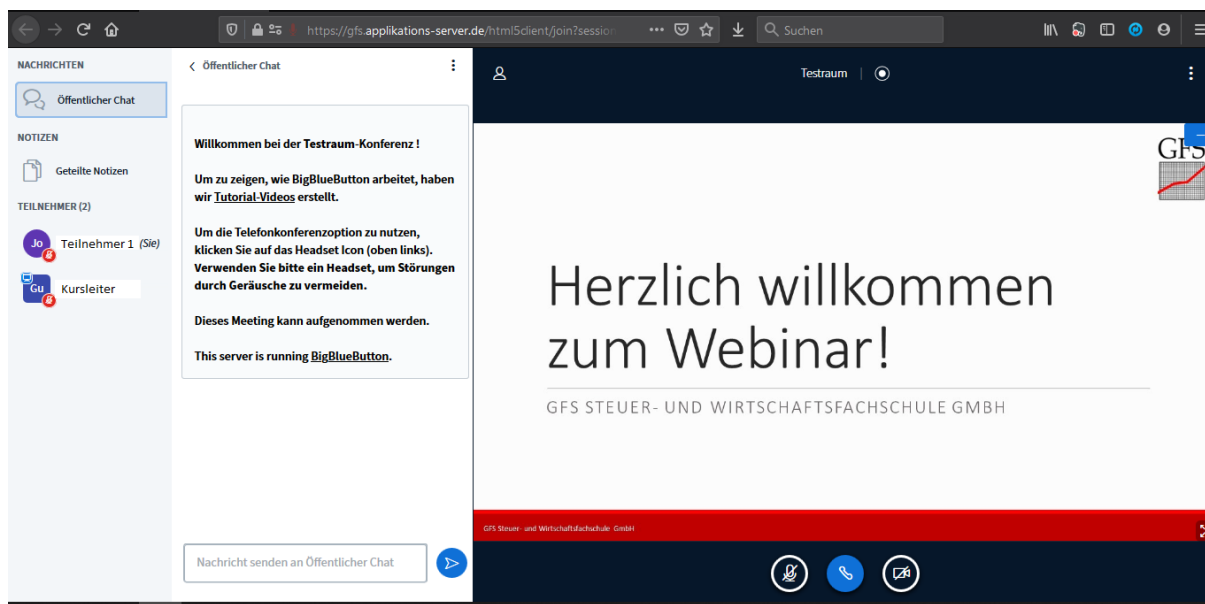 https://gfs.applikations-server.de/html5client/join?session
Suchen
NACHRICHTEN
Öffentlicher Chat
NOTIZEN
Geteilte Notizen
TEILNEHMER (2)
Jo Teilnehmer 1 (Sie)
Gu Kursleiter
Öffentlicher Chat
Willkommen bei der Testraum-Konferenz !
Um zu zeigen, wie BigBlueButton arbeitet, haben
wir Tutorial-Videos erstellt.
Um die Telefonkonferenzoption zu nutzen,
klicken Sie auf das Headset Icon (oben links).
Verwenden Sie bitte ein Headset, um Störungen
durch Geräusche zu vermeiden.
Dieses Meeting kann aufgenommen werden.
This server is running BigBlueButton.
Nachricht senden an Öffentlicher Chat
Testraum
GFS
Herzlich willkommen
zum Webinar!
GFS STEUER- UND WIRTSCHAFTSFACHSCHULE GMBH
GFS Steuer- und Wirtschaftsfachschule GmbH